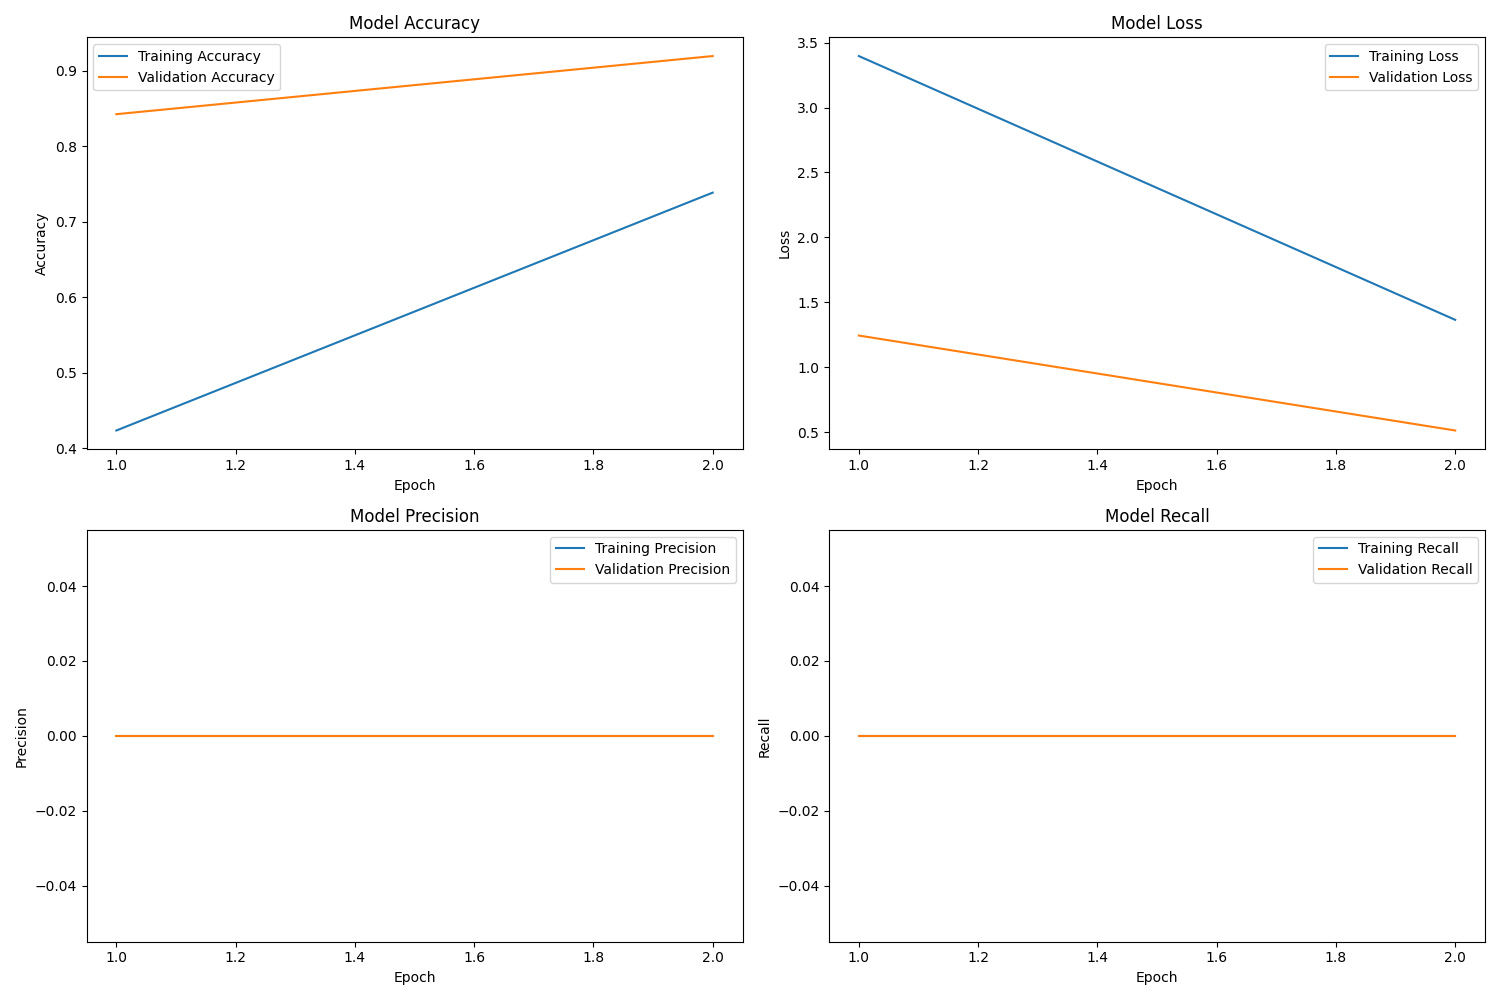 Model Accuracy
Training Accuracy
Validation Accuracy
0.9
0.8
0.7
0.6
0.5
0.4
Accuracy
1.0 1.2 1.4 1.6 1.8 2.0
Epoch
Model Loss
Training Loss
Validation Loss
3.5
3.0
2.5
2.0
1.5
1.0
0.5
Loss
1.0 1.2 1.4 1.6 1.8 2.0
Epoch
Model Precision
Training Precision
Validation Precision
0.04
0.02
0.00
−0.02
−0.04
Precision
1.0 1.2 1.4 1.6 1.8 2.0
Epoch
Model Recall
Training Recall
Validation Recall
0.04
0.02
0.00
−0.02
−0.04
Recall
1.0 1.2 1.4 1.6 1.8 2.0
Epoch